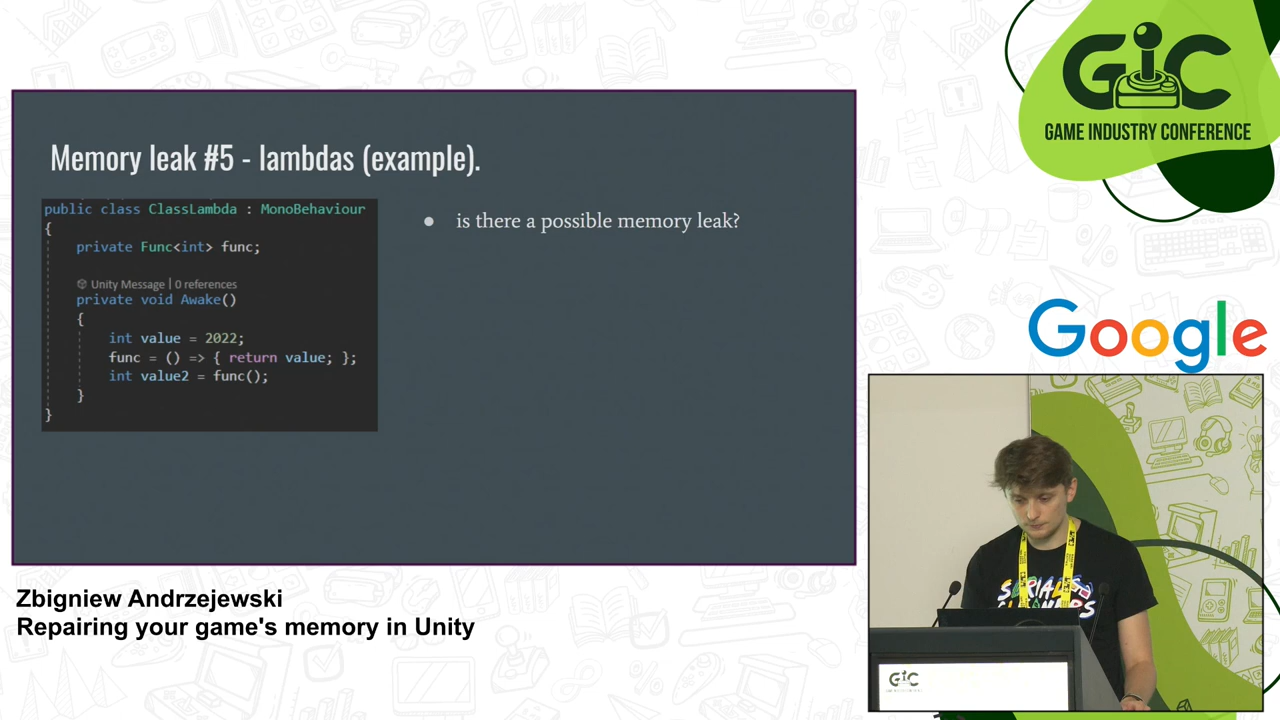 GIC
GAME INDUSTRY CONFERENCE
Memory leak #5 - lambdas (example).
public class ClassLambda : MonoBehaviour
{
private Func<int> func;
Unity Message | 0 references
private void Awake()
{
int value = 2022;
func = () => { return value; };
int value2 = func();
}
}
● is there a possible memory leak?
Google
SERIAL
CLEANERS
GIC
Zbigniew Andrzejewski
Repairing your game's memory in Unity